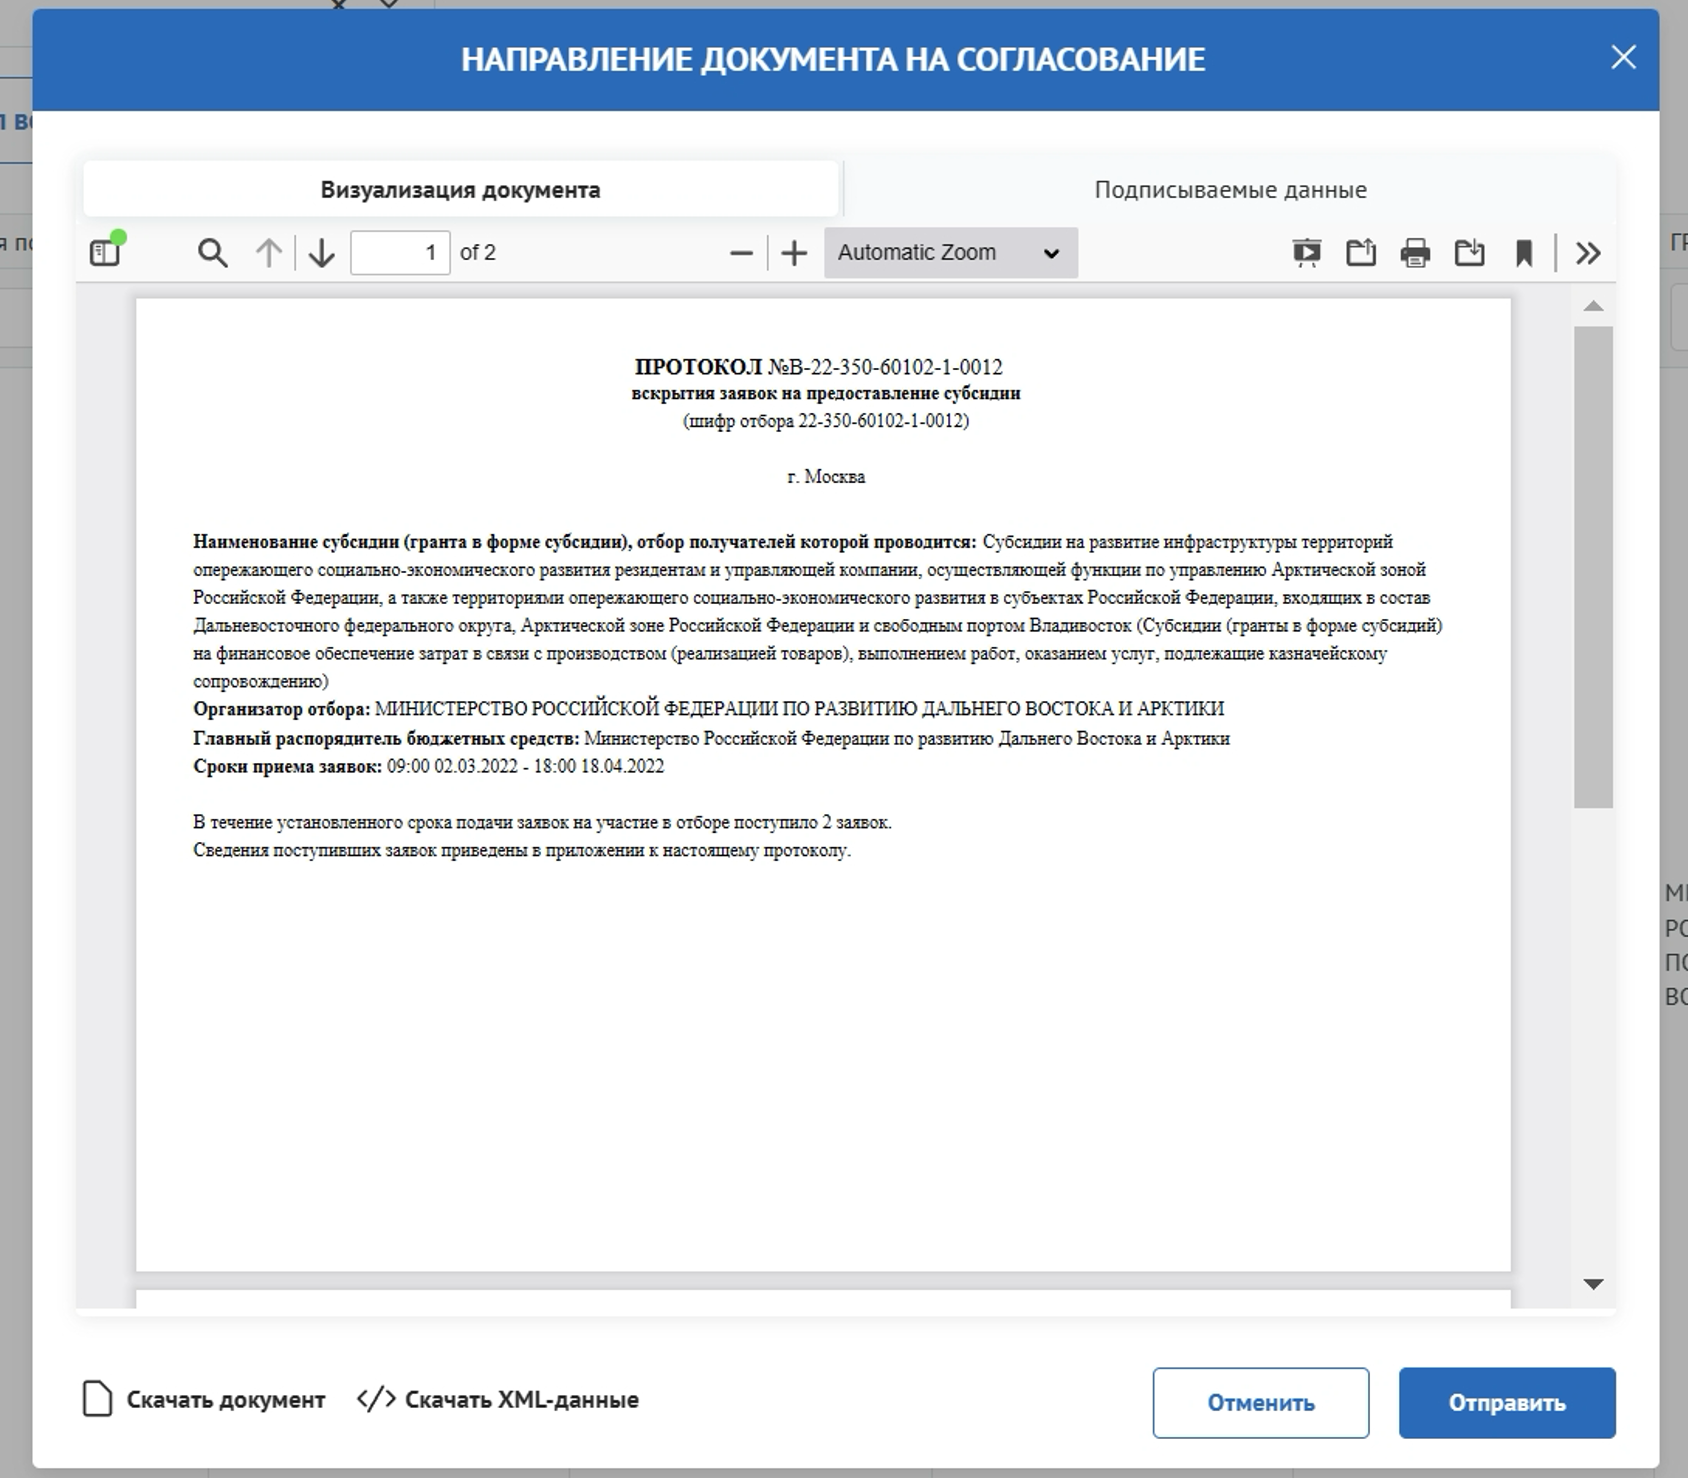 НАПРАВЛЕНИЕ ДОКУМЕНТА НА СОГЛАСОВАНИЕ
Визуализация документа
Подписываемые данные
1 of 2
Automatic Zoom
ПРОТОКОЛ №В-22-350-60102-1-0012
вскрытия заявок на предоставление субсидии
(шифр отбора 22-350-60102-1-0012)
г. Москва
Наименование субсидии (гранта в форме субсидии), отбор получателей которой проводится: Субсидии на развитие инфраструктуры территорий
опережающего социально-экономического развития резидентам и управляющей компании, осуществляющей функции по управлению Арктической зоной
Российской Федерации, а также территориями опережающего социально-экономического развития в субъектах Российской Федерации, входящих в состав
Дальневосточного федерального округа, Арктической зоне Российской Федерации и свободным портом Владивосток (Субсидии (гранты в форме субсидий)
на финансовое обеспечение затрат в связи с производством (реализацией товаров), выполнением работ, оказанием услуг, подлежащие казначейскому
сопровождению)
Организатор отбора: МИНИСТЕРСТВО РОССИЙСКОЙ ФЕДЕРАЦИИ ПО РАЗВИТИЮ ДАЛЬНЕГО ВОСТОКА И АРКТИКИ
Главный распорядитель бюджетных средств: Министерство Российской Федерации по развитию Дальнего Востока и Арктики
Сроки приема заявок: 09:00 02.03.2022 - 18:00 18.04.2022
В течение установленного срока подачи заявок на участие в отборе поступило 2 заявок.
Сведения поступивших заявок приведены в приложении к настоящему протоколу.
Скачать документ
</> Скачать XML-данные
Отменить
Отправить